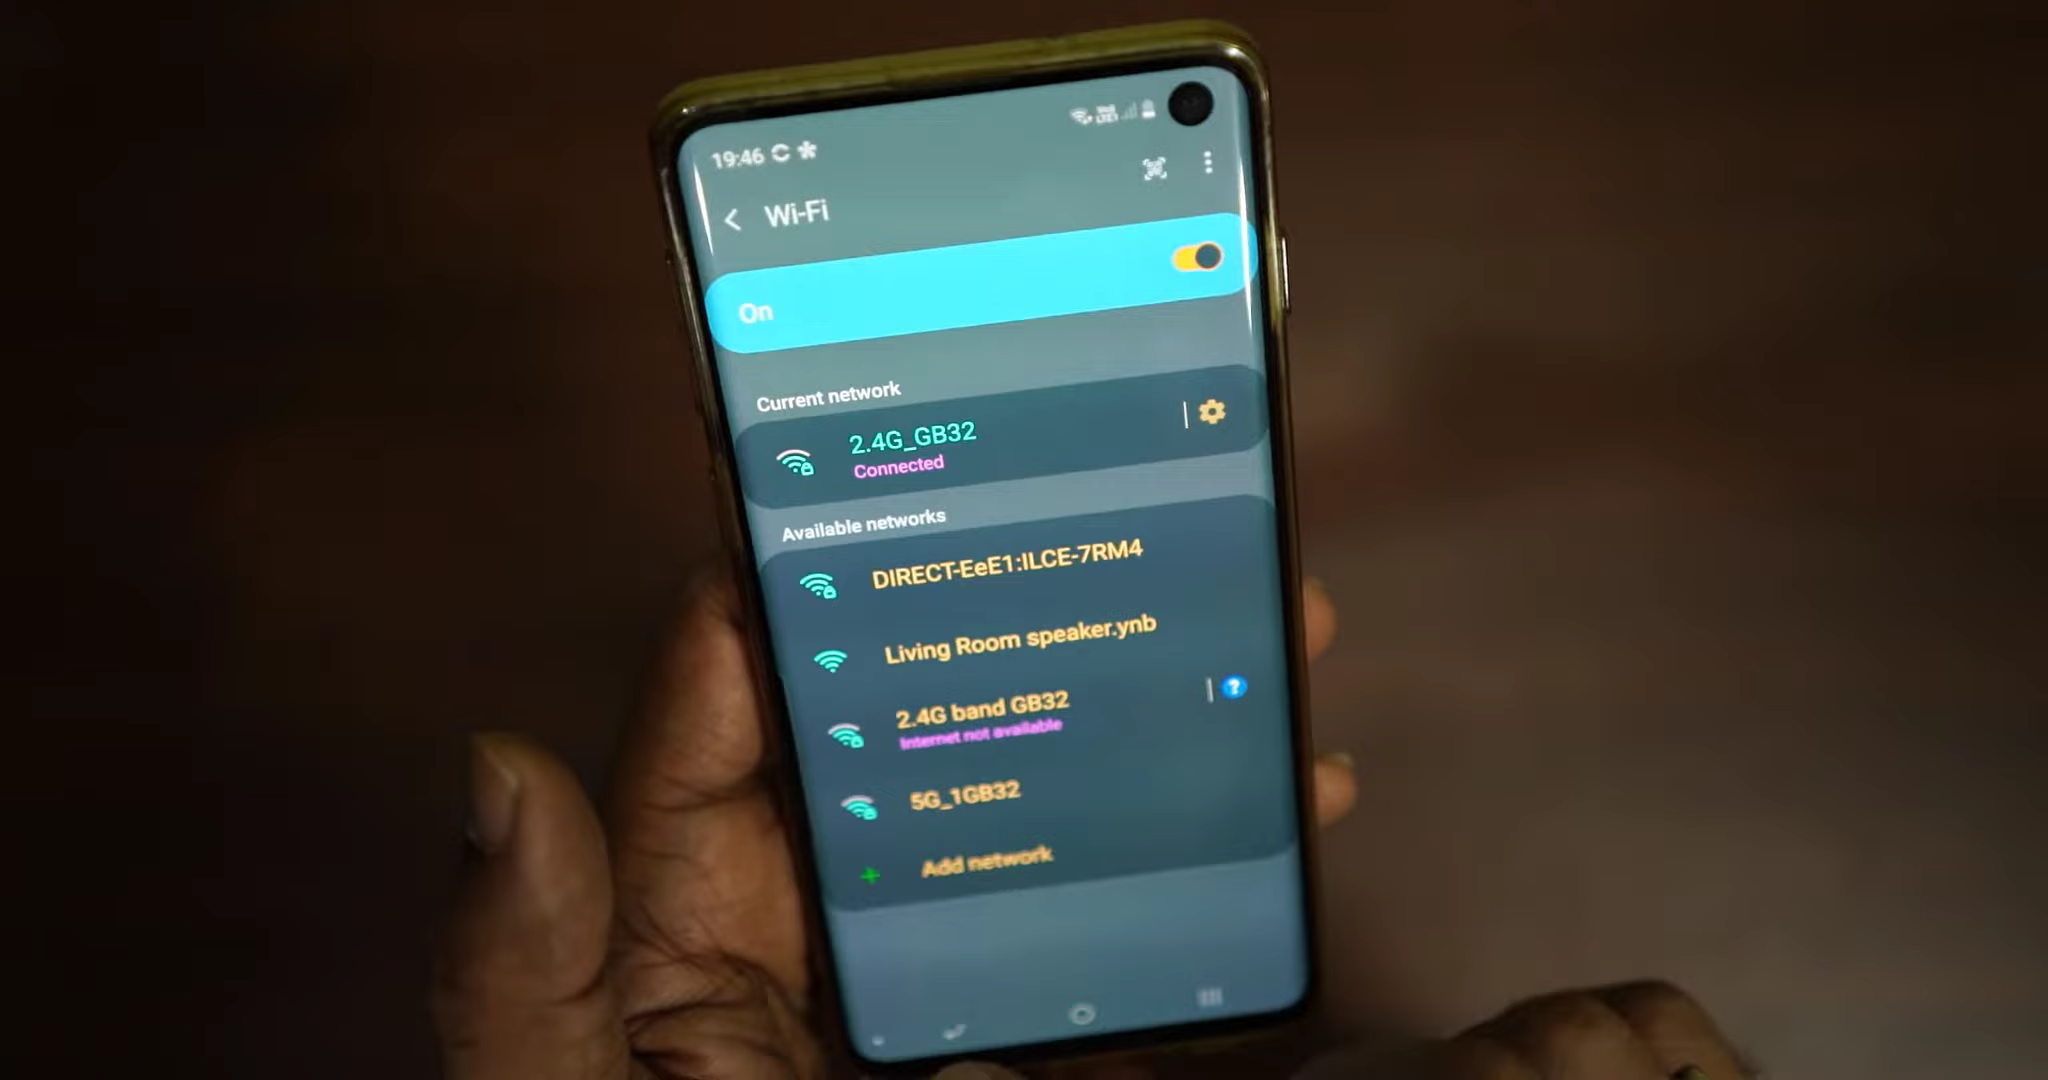 19:46
Wi-Fi
On
Current network
2.4G_GB32
Connected
Available networks
DIRECT-EeE1:ILCE-7RM4
Living Room speaker.ynb
2.4G band GB32
Internet not available
5G_1GB32
Add network